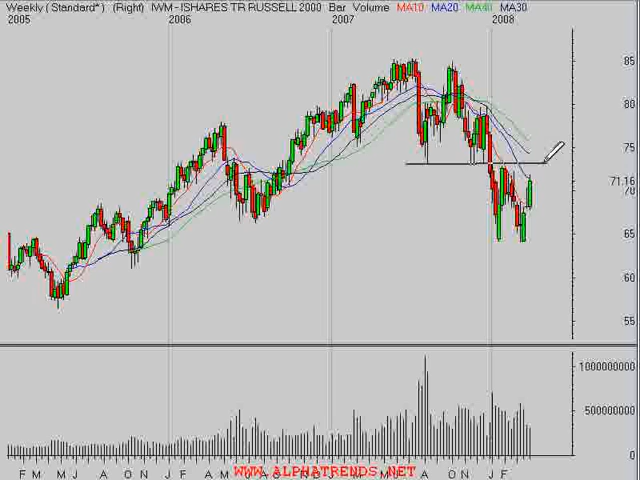 Weekly (Standard*) (Right) IWM - ISHARES TR RUSSELL 2000 Bar Volume MA10 MA20 MA40 MA30
2005 2006 2007 2008
85
80
75
71.16
70
65
60
55
1000000000
500000000
0
F M M J A O N J F M A M J A O N J F M A M J A O N J F
WWW.ALPHATRENDS.NET